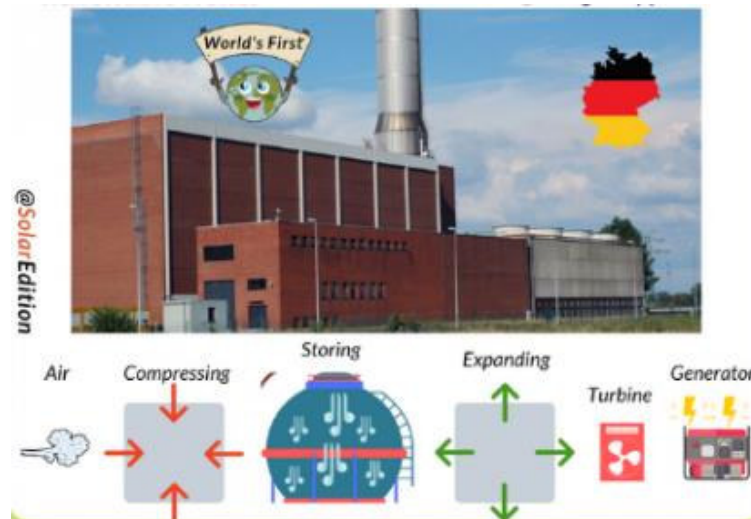 World's First
@SolarEdition
Air
Compressing
Storing
Expanding
Turbine
Generator